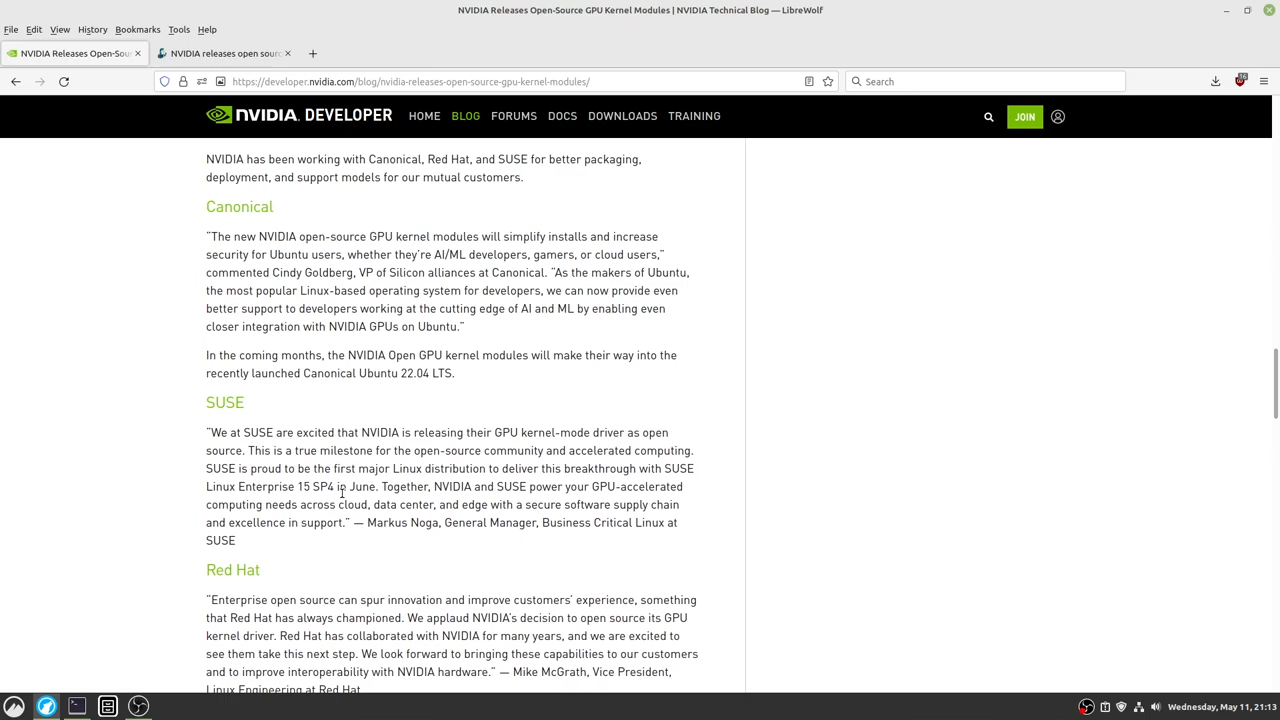 NVIDIA Releases Open-Source GPU Kernel Modules | NVIDIA Technical Blog — LibreWolf
File Edit View History Bookmarks Tools Help
NVIDIA Releases Open-Sour
NVIDIA releases open sourc
https://developer.nvidia.com/blog/nvidia-releases-open-source-gpu-kernel-modules/
Search
NVIDIA. DEVELOPER HOME BLOG FORUMS DOCS DOWNLOADS TRAINING JOIN
NVIDIA has been working with Canonical, Red Hat, and SUSE for better packaging,
deployment, and support models for our mutual customers.
Canonical
“The new NVIDIA open-source GPU kernel modules will simplify installs and increase
security for Ubuntu users, whether they’re AI/ML developers, gamers, or cloud users,”
commented Cindy Goldberg, VP of Silicon alliances at Canonical. “As the makers of Ubuntu,
the most popular Linux-based operating system for developers, we can now provide even
better support to developers working at the cutting edge of AI and ML by enabling even
closer integration with NVIDIA GPUs on Ubuntu.”
In the coming months, the NVIDIA Open GPU kernel modules will make their way into the
recently launched Canonical Ubuntu 22.04 LTS.
SUSE
“We at SUSE are excited that NVIDIA is releasing their GPU kernel-mode driver as open
source. This is a true milestone for the open-source community and accelerated computing.
SUSE is proud to be the first major Linux distribution to deliver this breakthrough with SUSE
Linux Enterprise 15 SP4 in June. Together, NVIDIA and SUSE power your GPU-accelerated
computing needs across cloud, data center, and edge with a secure software supply chain
and excellence in support.” — Markus Noga, General Manager, Business Critical Linux at
SUSE
Red Hat
“Enterprise open source can spur innovation and improve customers’ experience, something
that Red Hat has always championed. We applaud NVIDIA’s decision to open source its GPU
kernel driver. Red Hat has collaborated with NVIDIA for many years, and we are excited to
see them take this next step. We look forward to bringing these capabilities to our customers
and to improve interoperability with NVIDIA hardware.” — Mike McGrath, Vice President,
Linux Engineering at Red Hat
Wednesday, May 11, 21:13